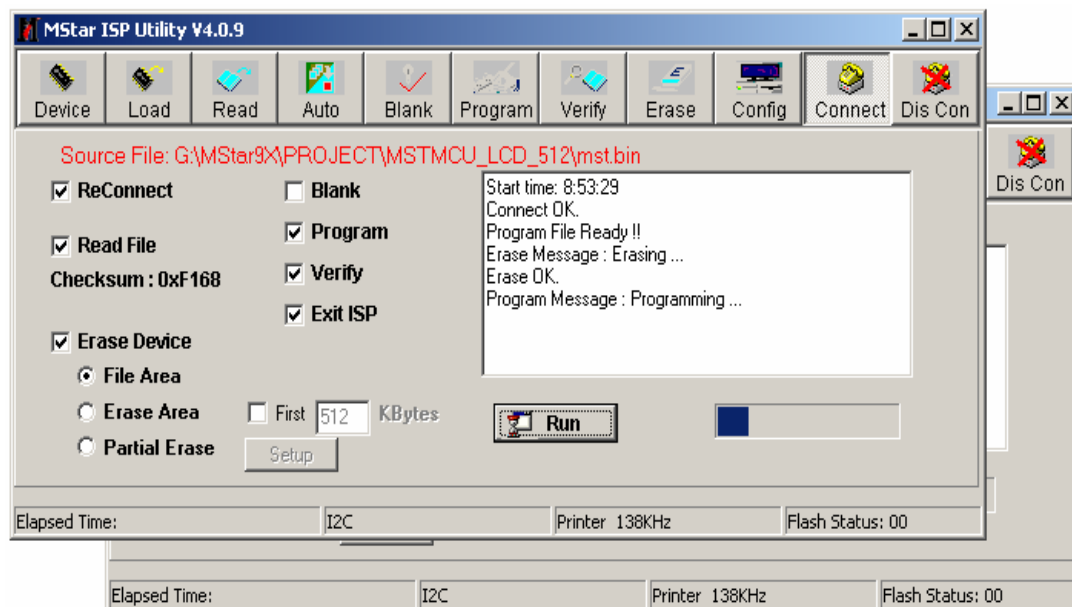 MStar ISP Utility V4.0.9
Device Load Read Auto Blank Program Verify Erase Config Connect Dis Con
Source File: G:\MStar9X\PROJECT\MSTMCU_LCD_512\mst.bin
ReConnect
Read File
Checksum : 0xF168
Erase Device
File Area
Erase Area
Partial Erase
Blank
Program
Verify
Exit ISP
First 512 KBytes
Setup
Start time: 8:53:29
Connect OK.
Program File Ready !!
Erase Message : Erasing ...
Erase OK.
Program Message : Programming ...
Run
Elapsed Time: I2C Printer 138KHz Flash Status: 00
Dis Con
Elapsed Time: I2C Printer 138KHz Flash Status: 00